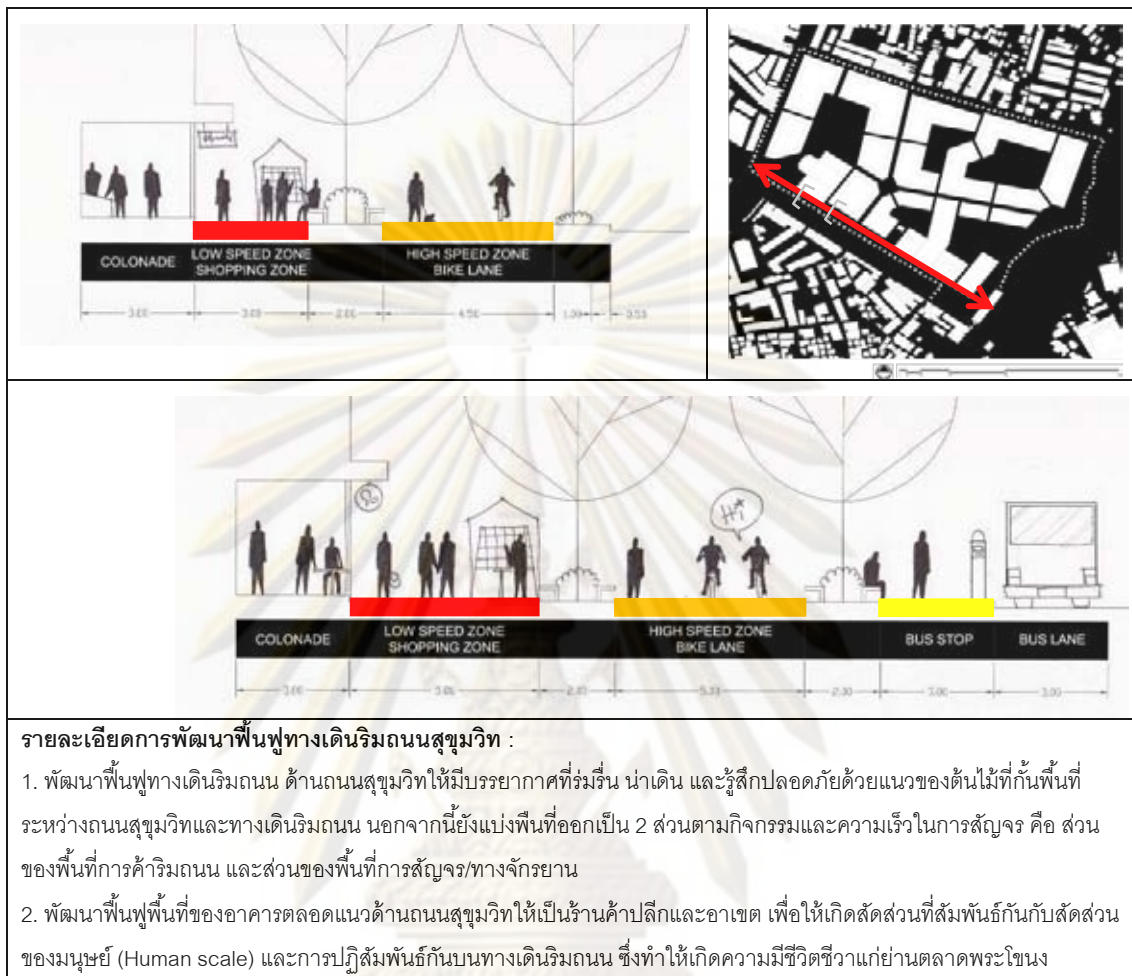 COLONADE LOW SPEED ZONE SHOPPING ZONE HIGH SPEED ZONE BIKE LANE
3.00 3.00 2.00 4.50 1.00
Hi
COLONADE LOW SPEED ZONE SHOPPING ZONE HIGH SPEED ZONE BIKE LANE BUS STOP BUS LANE
3.00 2.00 3.00 3.00
รายละเอียดการพัฒนาฟื้นฟูทางเดินริมถนนสุขุมวิท :
1. พัฒนาฟื้นฟูทางเดินริมถนน ด้านถนนสุขุมวิทให้มีบรรยากาศที่ร่มรื่น น่าเดิน และรู้สึกปลอดภัยด้วยแนวของต้นไม้ที่กั้นพื้นที่
ระหว่างถนนสุขุมวิทและทางเดินริมถนน นอกจากนี้ยังแบ่งพืนที่ออกเป็น 2 ส่วนตามกิจกรรมและความเร็วในการสัญจร คือ ส่วน
ของพื้นที่การค้าริมถนน และส่วนของพื้นที่การสัญจร/ทางจักรยาน
2. พัฒนาฟื้นฟูพื้นที่ของอาคารตลอดแนวด้านถนนสุขุมวิทให้เป็นร้านค้าปลีกและอาเขต เพื่อให้เกิดสัดส่วนที่สัมพันธ์กันกับสัดส่วน
ของมนุษย์ (Human scale) และการปฏิสัมพันธ์กันบนทางเดินริมถนน ซึ่งทำให้เกิดความมีชีวิตชีวาแก่ย่านตลาดพระโขนง